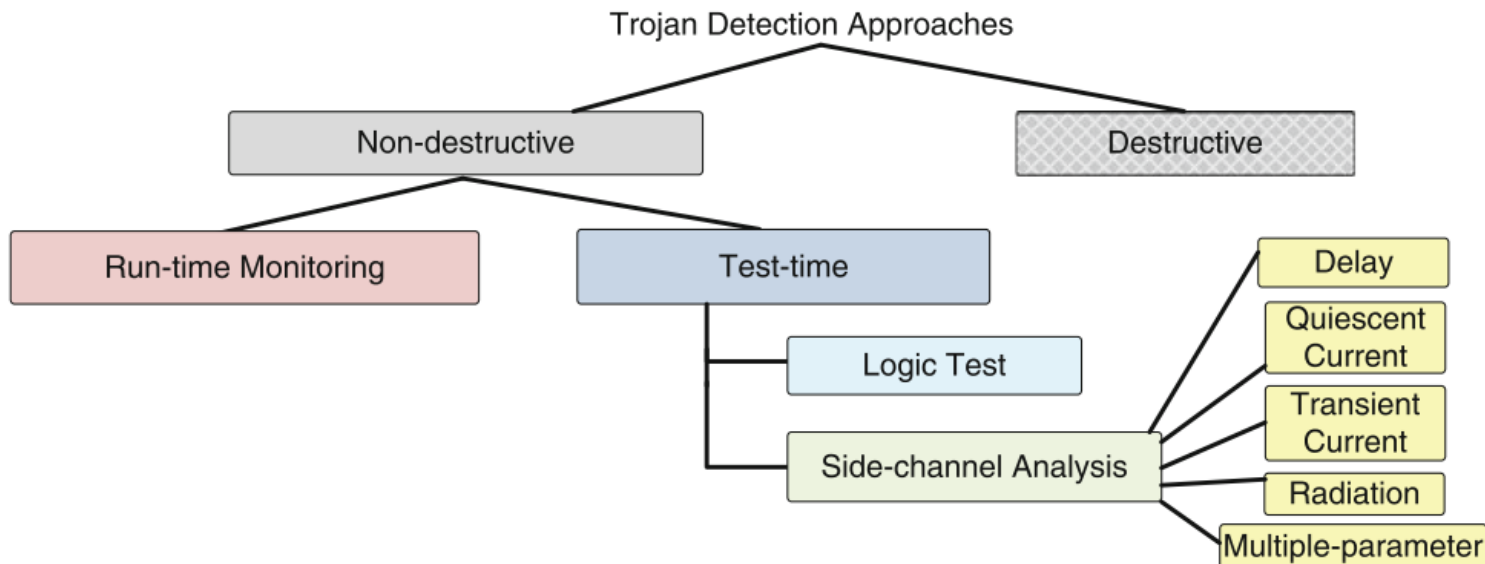 Trojan Detection Approaches
Non-destructive
Destructive
Run-time Monitoring
Test-time
Delay
Quiescent
Current
Logic Test
Transient
Current
Side-channel Analysis
Radiation
Multiple-parameter